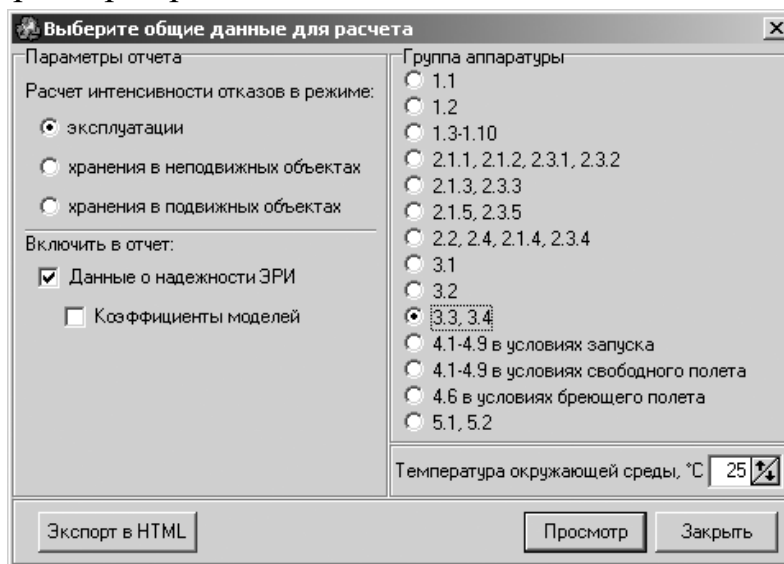 Выберите общие данные для расчета
Параметры отчета
Расчет интенсивности отказов в режиме:
эксплуатации
хранения в неподвижных объектах
хранения в подвижных объектах
Включить в отчет:
Данные о надежности ЭРИ
Коэффициенты моделей
Группа аппаратуры
1.1
1.2
1.3-1.10
2.1.1, 2.1.2, 2.3.1, 2.3.2
2.1.3, 2.3.3
2.1.5, 2.3.5
2.2, 2.4, 2.1.4, 2.3.4
3.1
3.2
3.3, 3.4
4.1-4.9 в условиях запуска
4.1-4.9 в условиях свободного полета
4.6 в условиях бреющего полета
5.1, 5.2
Температура окружающей среды, °C 25
Экспорт в HTML
Просмотр
Закрыть